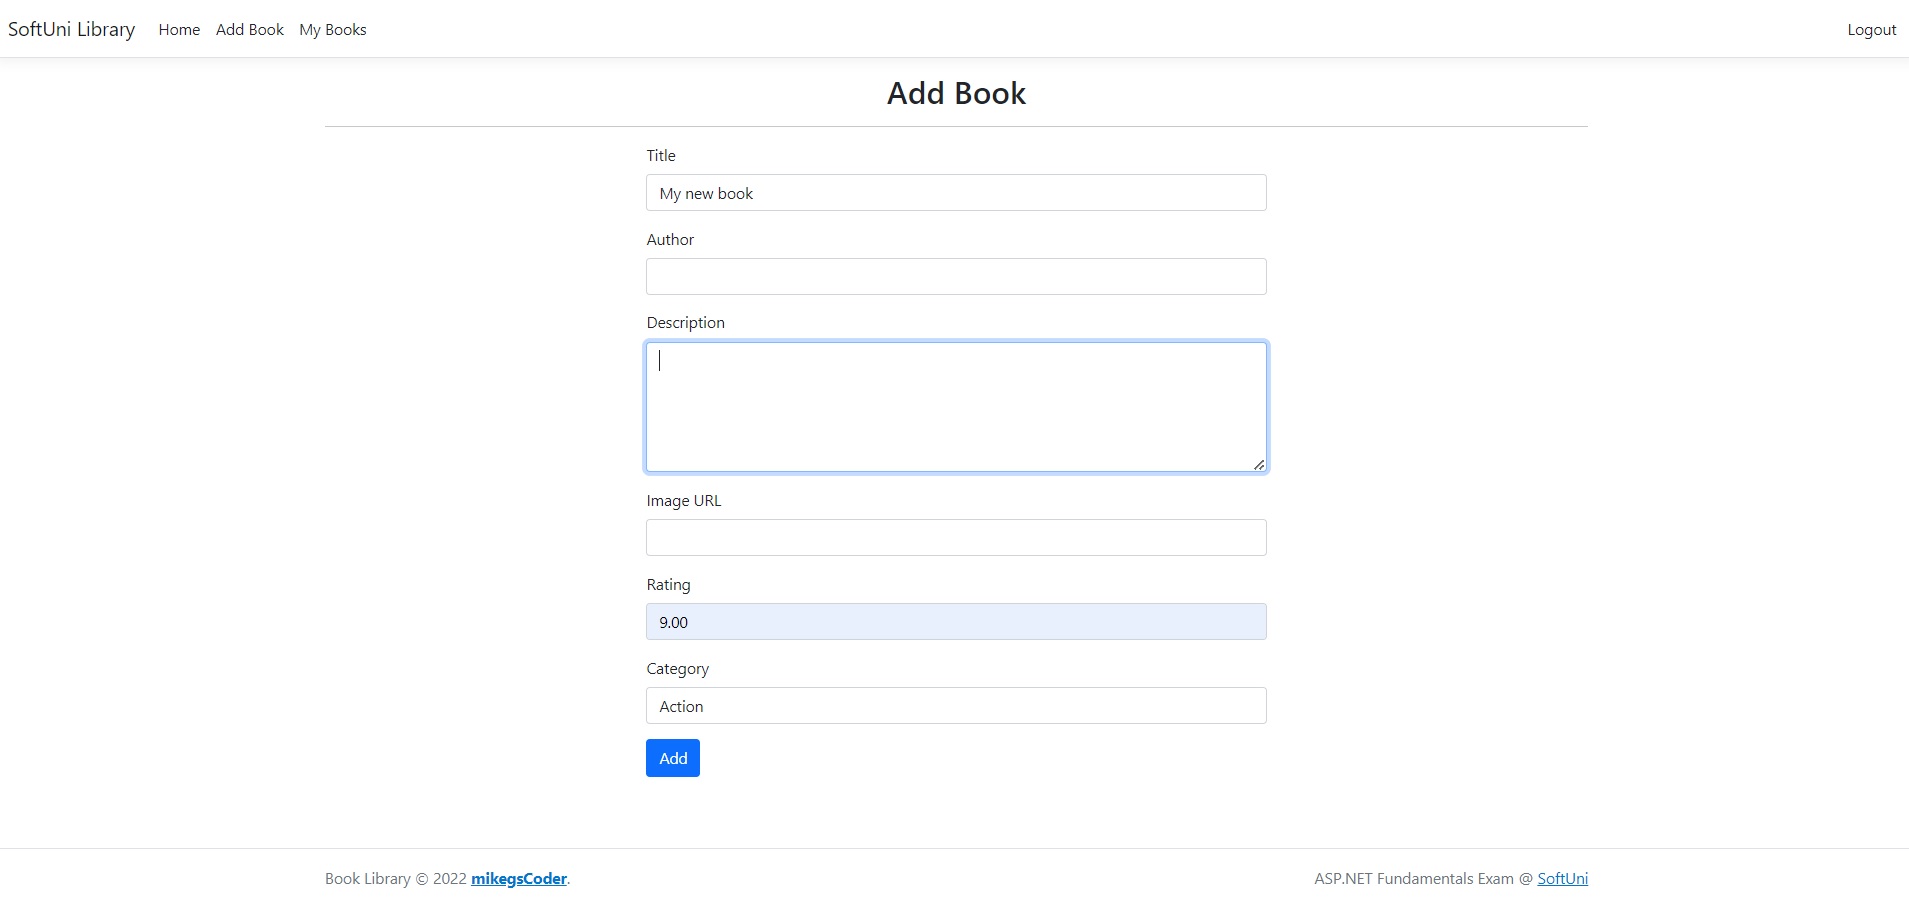 SoftUni Library Home Add Book My Books Logout
Add Book
Title
My new book
Author
Description
Image URL
Rating
9.00
Category
Action
Add
Book Library © 2022 mikegsCoder. ASP.NET Fundamentals Exam @ SoftUni